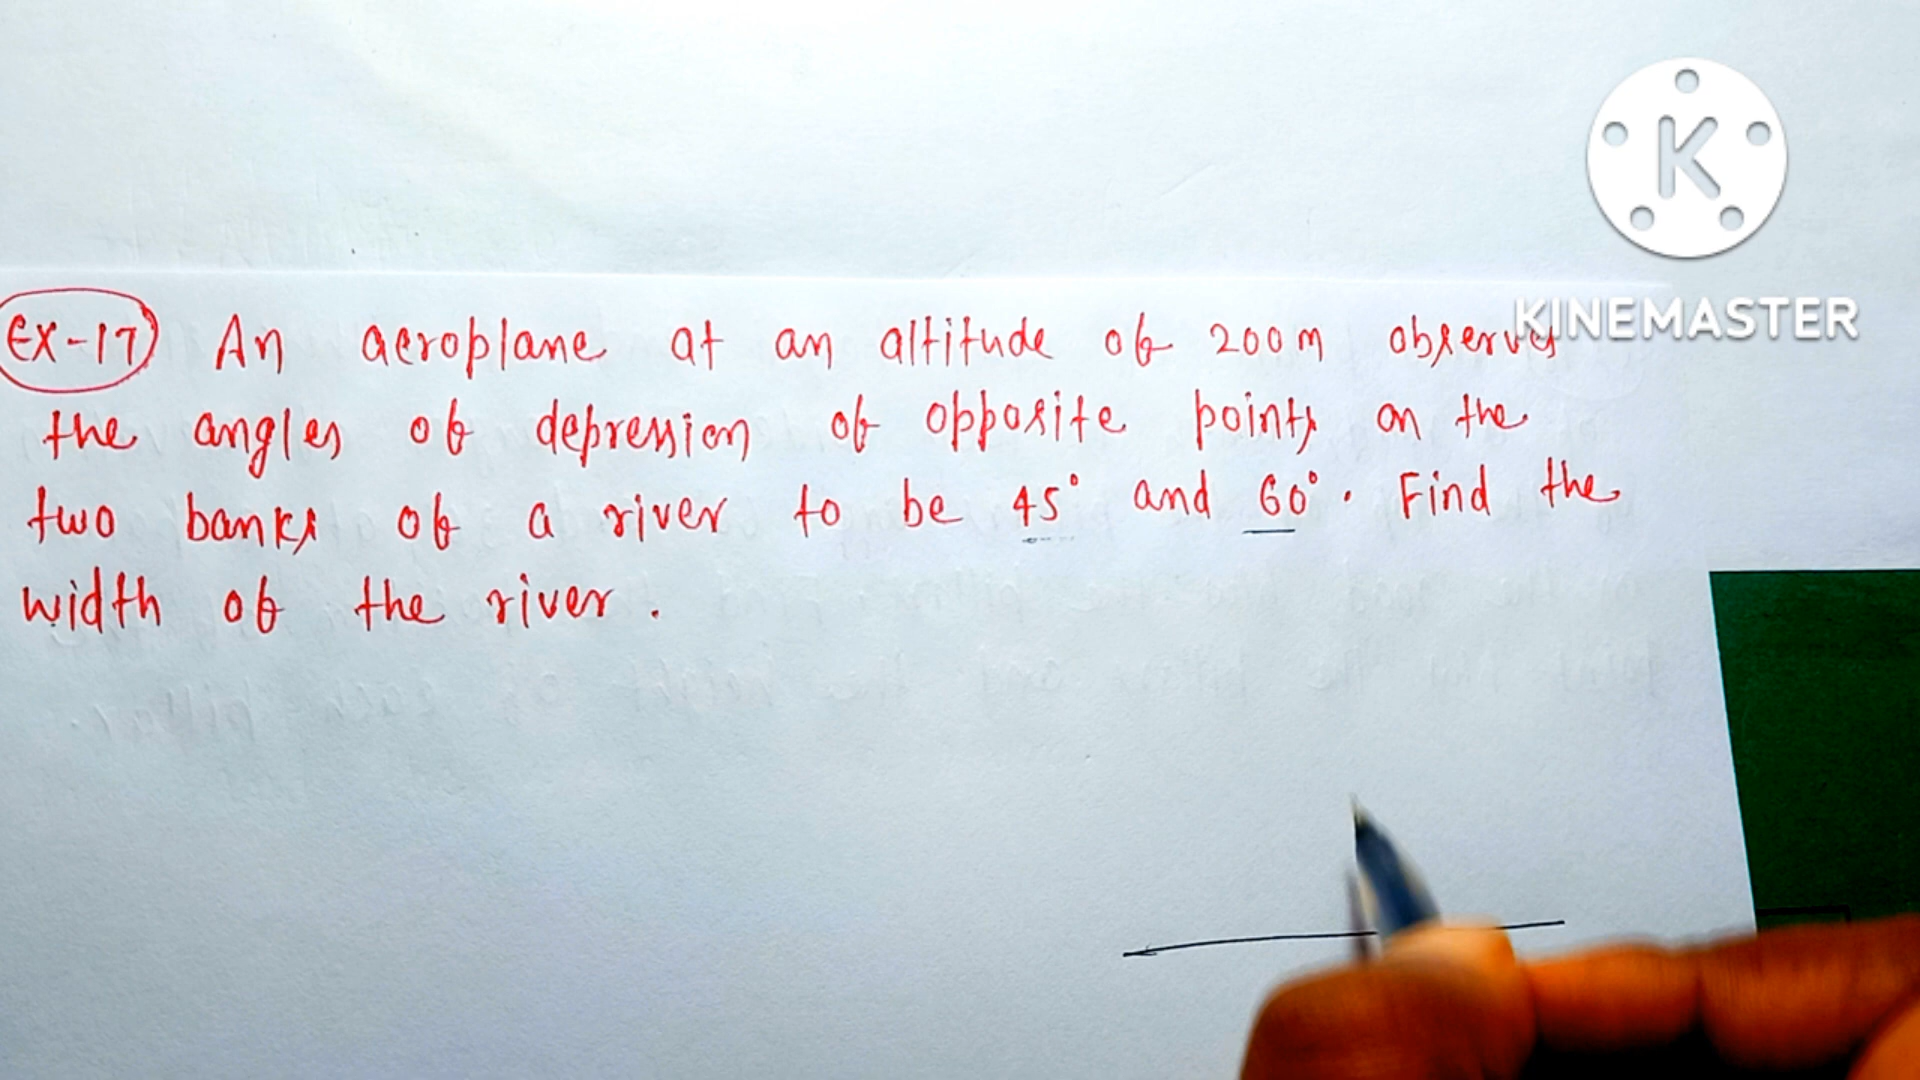 K
KINEMASTER
Ex-17 An aeroplane at an altitude of 200m observes
the angles of depression of opposite points on the
two banks of a river to be 45° and 60°. Find the
width of the river.